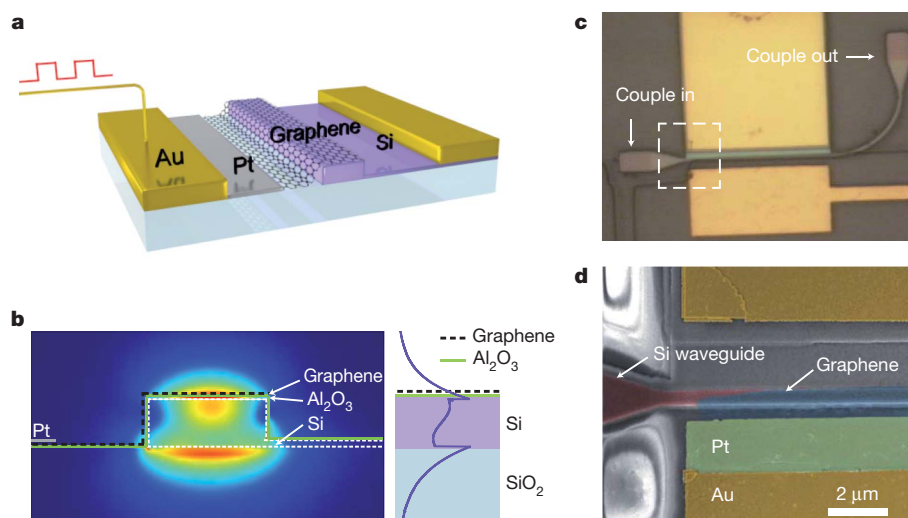 a
Au
Pt
Graphene
Si
b
Graphene
Al2O3
Graphene
Al2O3
Si
Pt
Si
SiO2
c
Couple out
Couple in
d
Si waveguide
Graphene
Pt
Au
2 μm